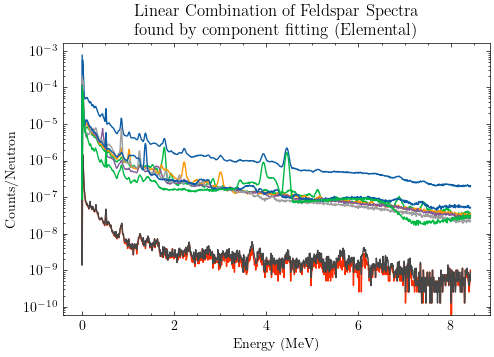 Linear Combination of Feldspar Spectra
found by component fitting (Elemental)
10⁻³
10⁻⁴
10⁻⁵
10⁻⁶
10⁻⁷
10⁻⁸
10⁻⁹
10⁻¹⁰
Counts/Neutron
0 2 4 6 8
Energy (MeV)